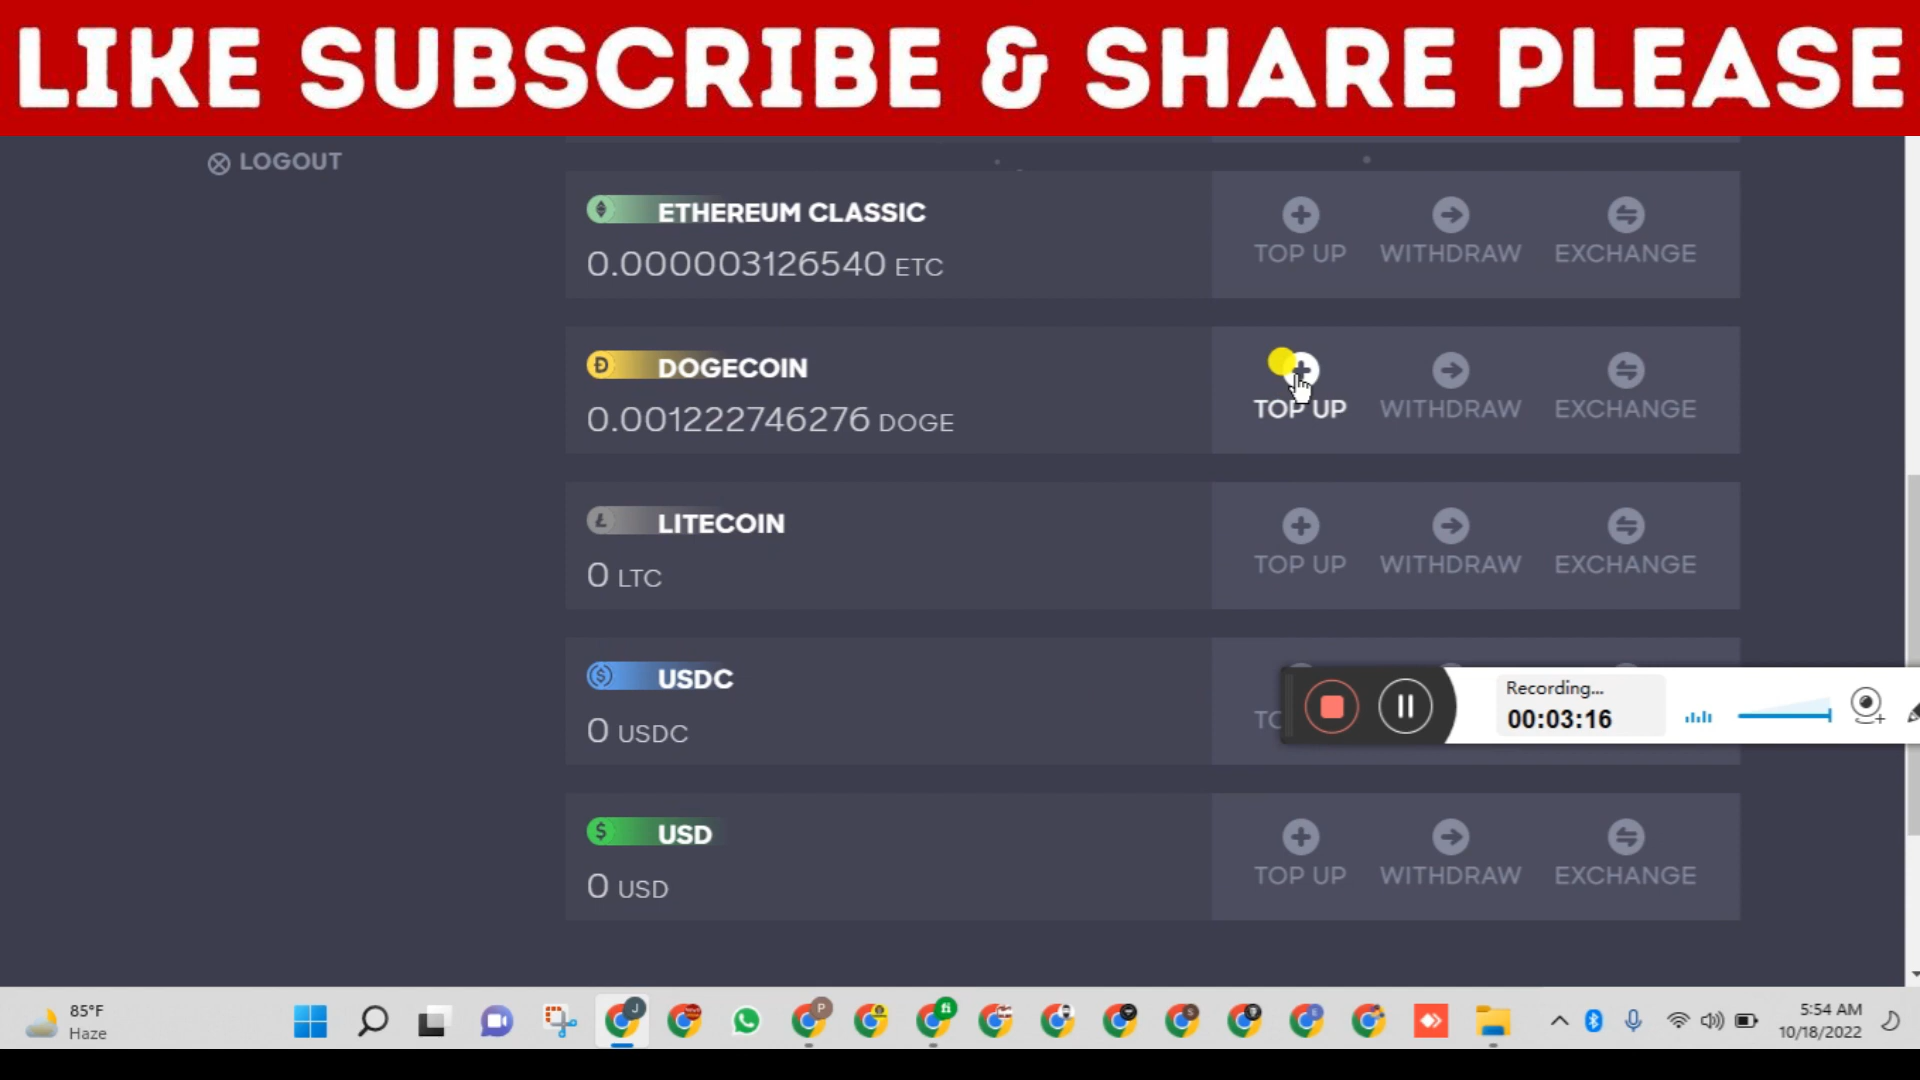 LIKE SUBSCRIBE & SHARE PLEASE
LOGOUT
ETHEREUM CLASSIC
0.000003126540 ETC
TOP UP WITHDRAW EXCHANGE
DOGECOIN
0.001222746276 DOGE
TOP UP WITHDRAW EXCHANGE
LITECOIN
0 LTC
TOP UP WITHDRAW EXCHANGE
USDC
0 USDC
Recording...
00:03:16
USD
0 USD
TOP UP WITHDRAW EXCHANGE
85°F
Haze
5:54 AM
10/18/2022